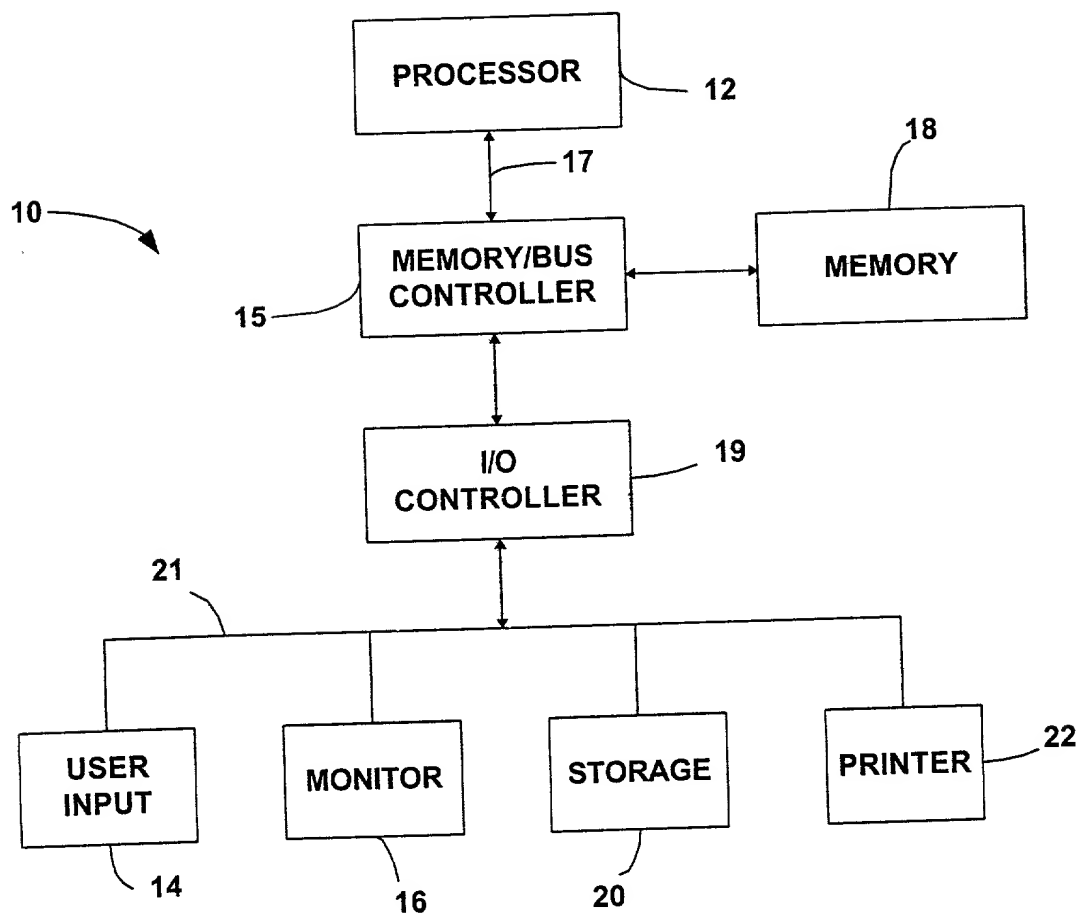 PROCESSOR
12
17
18
10
MEMORY/BUS
CONTROLLER
MEMORY
15
I/O
CONTROLLER
19
21
USER
INPUT
MONITOR
STORAGE
PRINTER
22
14
16
20